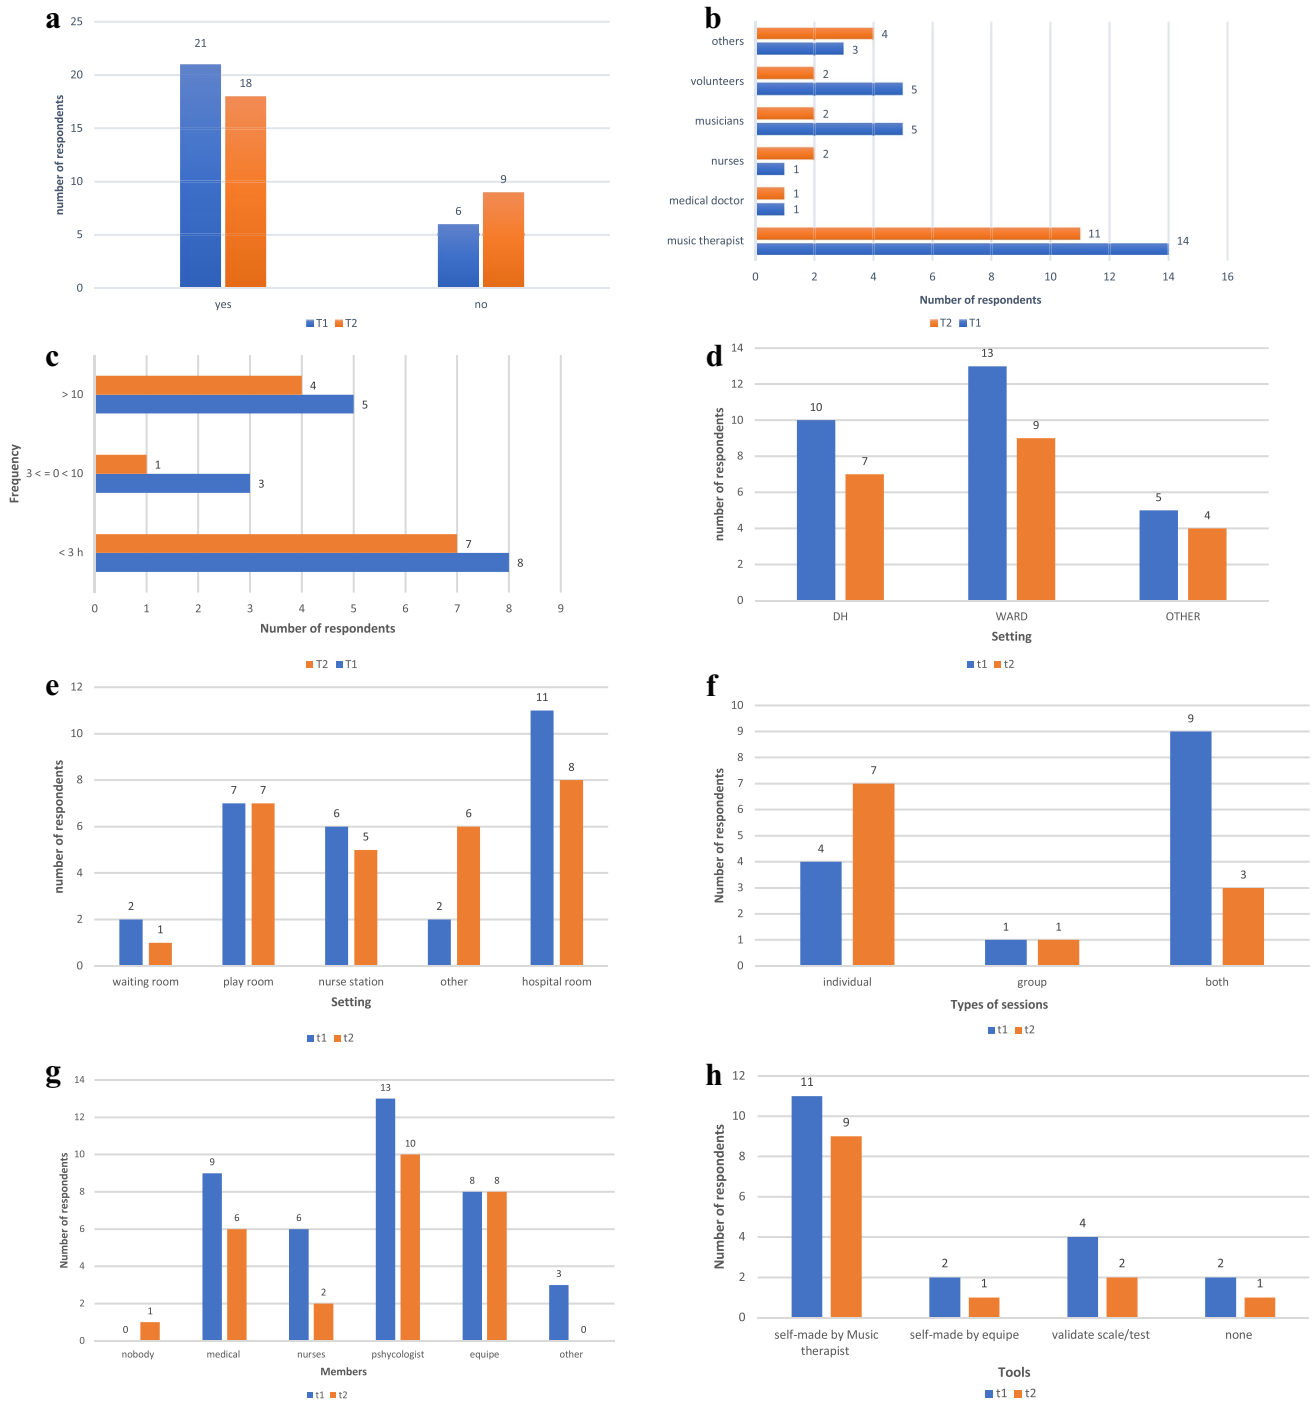 a
25
20
15
10
5
0
number of respondents
21
18
6
9
yes
no
T1 T2
b
others
volunteers
musicians
nurses
medical doctor
music therapist
4
3
2
5
2
5
2
1
1
1
11
14
0 2 4 6 8 10 12 14 16
Number of respondents
T2 T1
c
Frequency
> 10
3 < = 0 < 10
< 3 h
4
5
1
3
7
8
0 1 2 3 4 5 6 7 8 9
Number of respondents
T2 T1
d
14
12
10
8
6
4
2
0
number of respondents
10
7
13
9
5
4
DH WARD OTHER
Setting
t1 t2
e
12
10
8
6
4
2
0
number of respondents
2
1
7
7
6
5
2
6
11
8
waiting room play room nurse station other hospital room
Setting
t1 t2
f
10
9
8
7
6
5
4
3
2
1
0
Number of respondents
4
7
1
1
9
3
individual group both
Types of sessions
t1 t2
g
14
12
10
8
6
4
2
0
Number of respondents
0
1
9
6
6
2
13
10
8
8
3
0
nobody medical nurses pshycologist equipe other
Members
t1 t2
h
12
10
8
6
4
2
0
Number of respondents
11
9
2
1
4
2
2
1
self-made by Music
therapist
self-made by equipe
validate scale/test
none
Tools
t1 t2